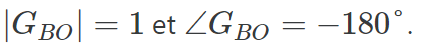 |G_{BO}| = 1 et ∠G_{BO} = −180°.